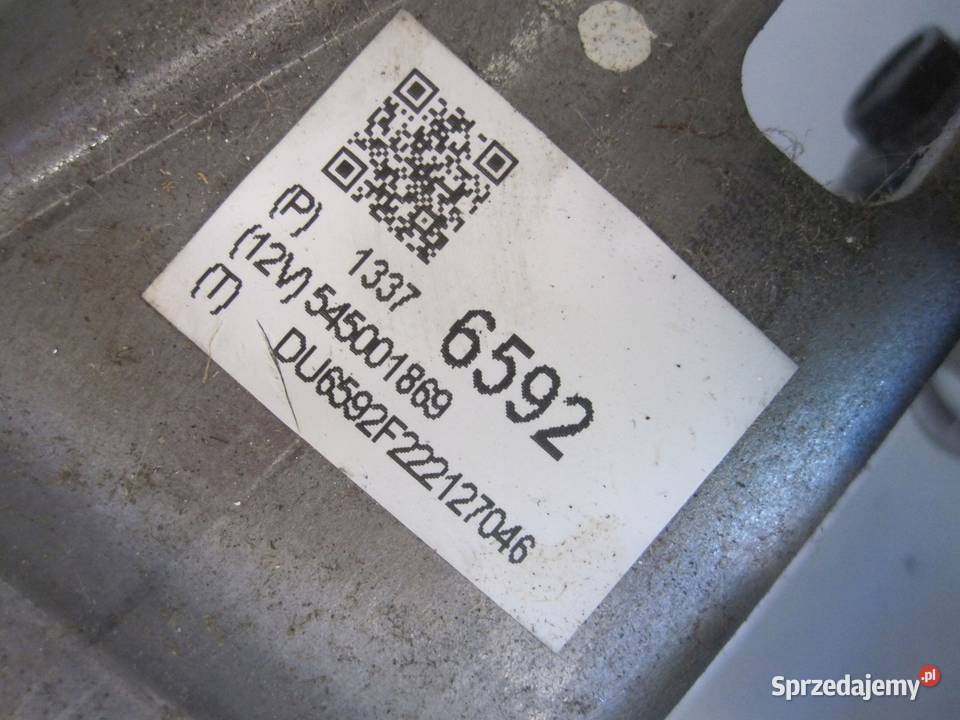 (P) 1337 6592
(12V) 545001869
(T) DU6592F222127046
Sprzedajemy.pl